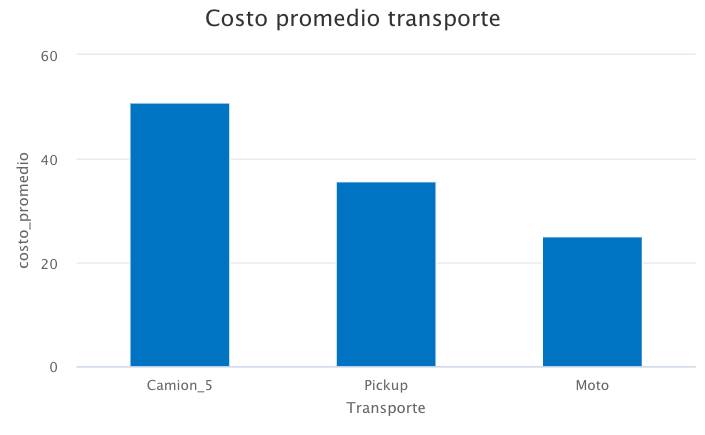 Costo promedio transporte
60
40
20
0
costo_promedio
Camion_5
Pickup
Moto
Transporte